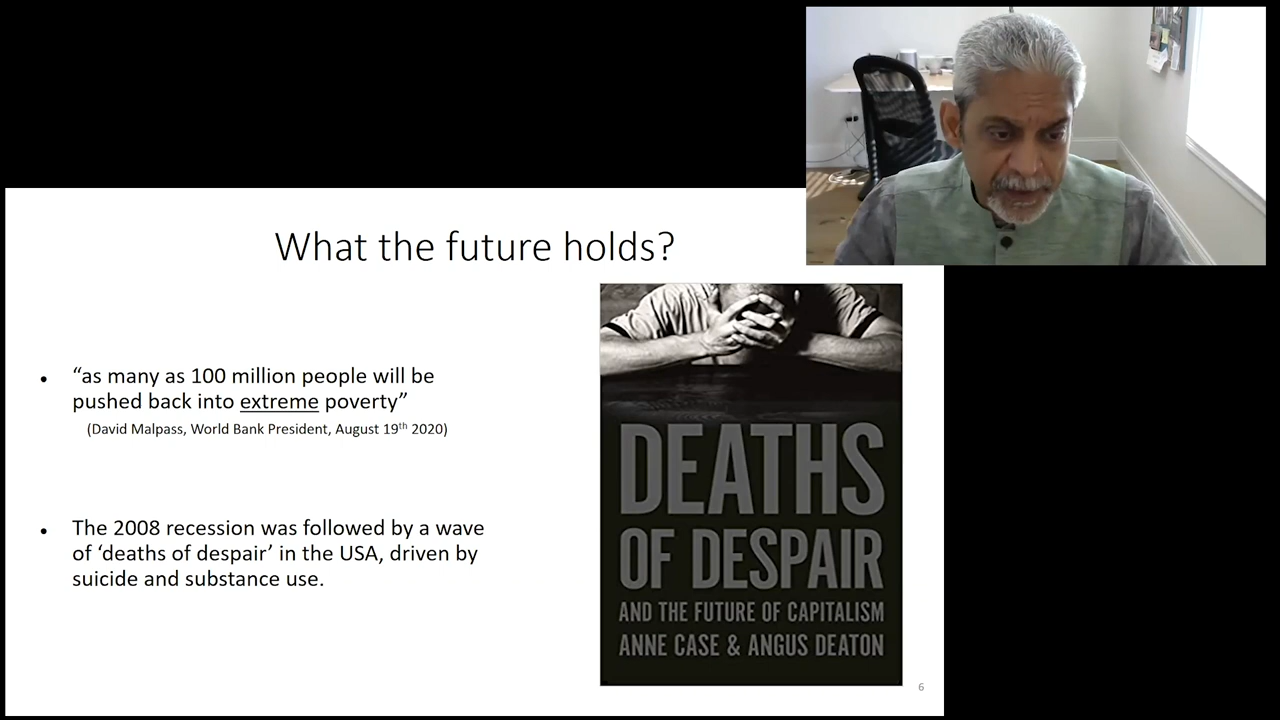 What the future holds?
“as many as 100 million people will be
pushed back into extreme poverty”
(David Malpass, World Bank President, August 19th 2020)
The 2008 recession was followed by a wave
of ‘deaths of despair’ in the USA, driven by
suicide and substance use.
DEATHS
OF DESPAIR
AND THE FUTURE OF CAPITALISM
ANNE CASE & ANGUS DEATON
6